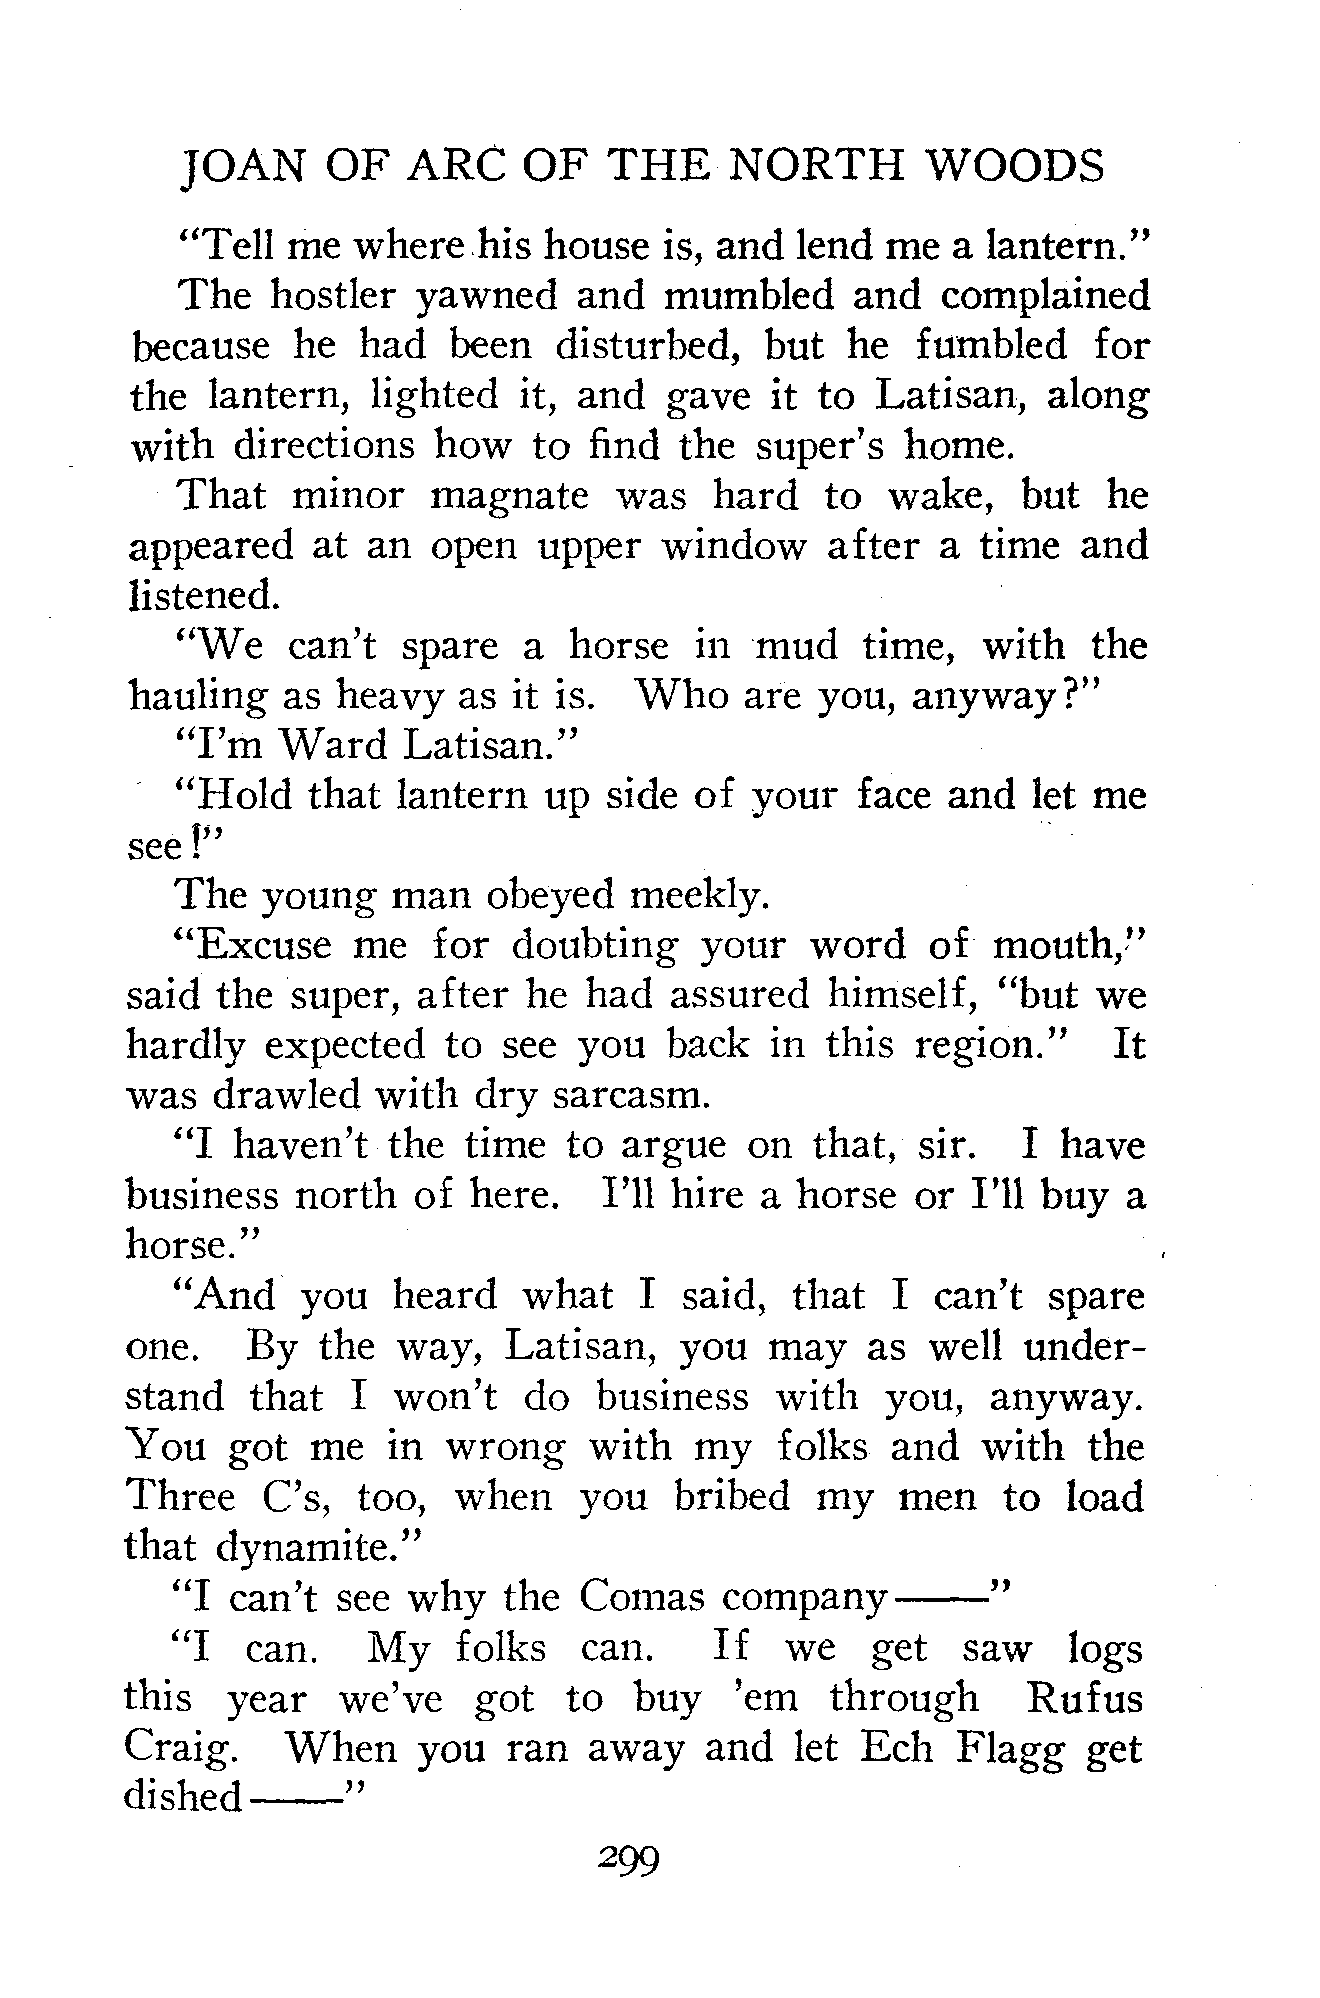 JOAN OF ARC OF THE NORTH WOODS
“Tell me where his house is, and lend me a lantern.”
The hostler yawned and mumbled and complained
because he had been disturbed, but he fumbled for
the lantern, lighted it, and gave it to Latisan, along
with directions how to find the super’s home.
That minor magnate was hard to wake, but he
appeared at an open upper window after a time and
listened.
“We can’t spare a horse in mud time, with the
hauling as heavy as it is. Who are you, anyway?”
“I’m Ward Latisan.”
“Hold that lantern up side of your face and let me
see!”
The young man obeyed meekly.
“Excuse me for doubting your word of mouth,”
said the super, after he had assured himself, “but we
hardly expected to see you back in this region.” It
was drawled with dry sarcasm.
“I haven’t the time to argue on that, sir. I have
business north of here. I’ll hire a horse or I’ll buy a
horse.”
“And you heard what I said, that I can’t spare
one. By the way, Latisan, you may as well under-
stand that I won’t do business with you, anyway.
You got me in wrong with my folks and with the
Three C’s, too, when you bribed my men to load
that dynamite.”
“I can’t see why the Comas company——”
“I can. My folks can. If we get saw logs
this year we’ve got to buy ’em through Rufus
Craig. When you ran away and let Ech Flagg get
dished——”
299